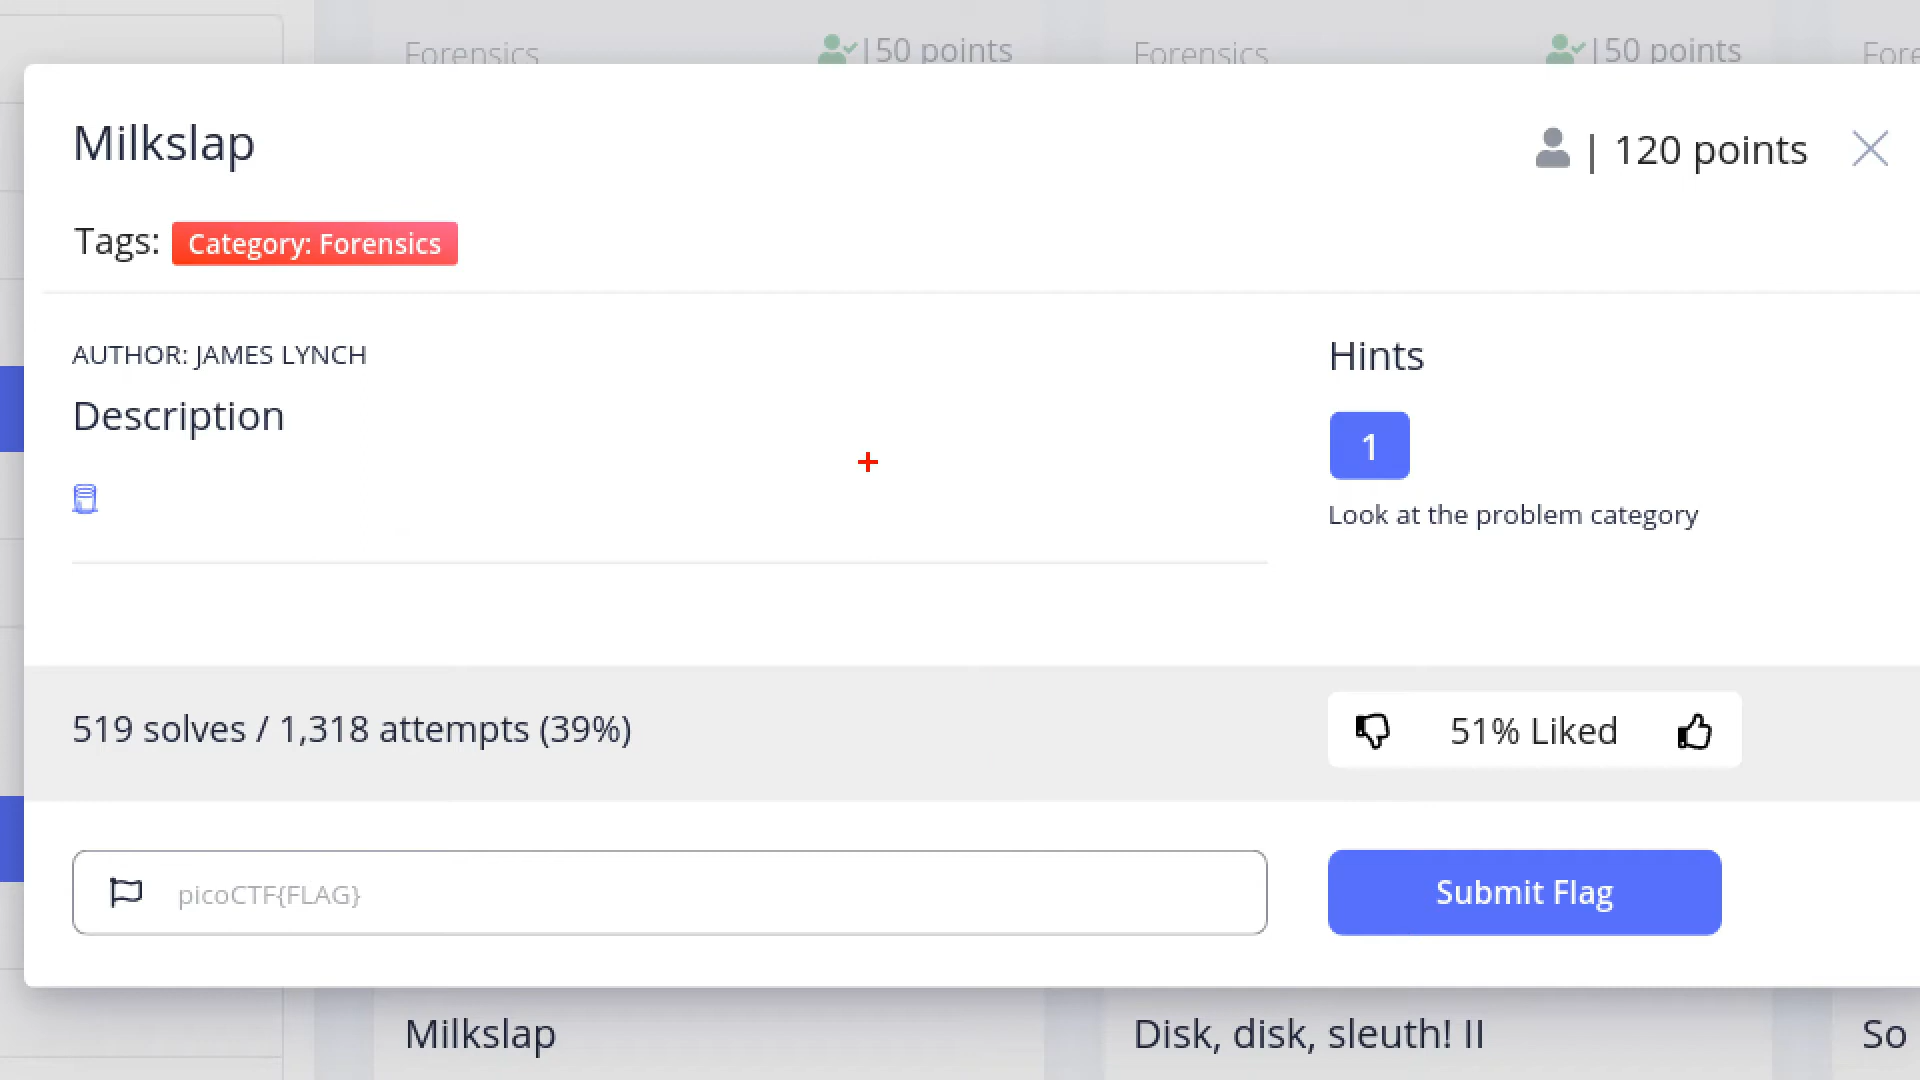 Forensics
|50 points
Forensics
|50 points
Fore
Milkslap
| 120 points
Tags: Category: Forensics
AUTHOR: JAMES LYNCH
Description
Hints
1
Look at the problem category
519 solves / 1,318 attempts (39%)
51% Liked
picoCTF{FLAG}
Submit Flag
Milkslap
Disk, disk, sleuth! II
So